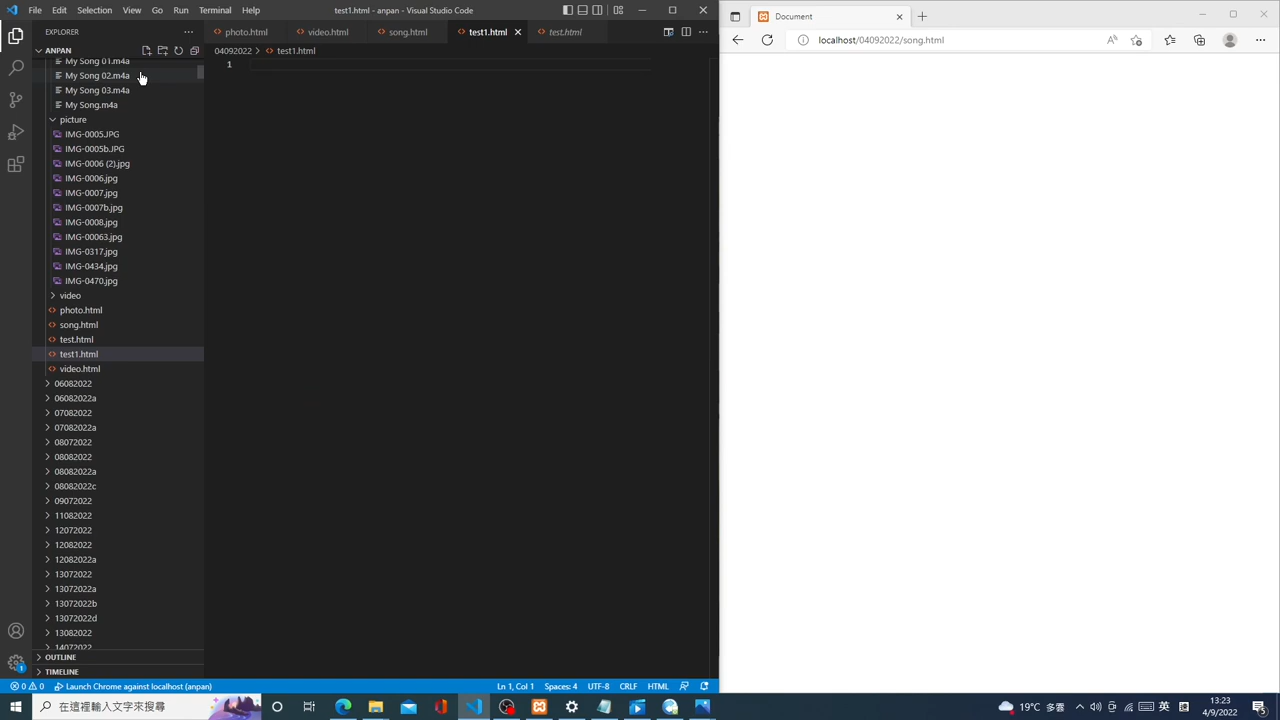 File Edit Selection View Go Run Terminal Help
test1.html - anpan - Visual Studio Code
Document
EXPLORER
photo.html video.html song.html test1.html test.html
localhost/04092022/song.html
ANPAN
04092022 > test1.html
1
My Song 01.m4a
My Song 02.m4a
My Song 03.m4a
My Song.m4a
picture
IMG-0005.JPG
IMG-0005b.JPG
IMG-0006 (2).jpg
IMG-0006.jpg
IMG-0007.jpg
IMG-0007b.jpg
IMG-0008.jpg
IMG-00063.jpg
IMG-0317.jpg
IMG-0434.jpg
IMG-0470.jpg
video
photo.html
song.html
test.html
test1.html
video.html
06082022
06082022a
07082022
07082022a
08072022
08082022
08082022a
08082022c
09072022
11082022
12072022
12082022
12082022a
13072022
13072022a
13072022b
13072022d
13082022
14072022
OUTLINE
TIMELINE
0 0 Launch Chrome against localhost (anpan)
Ln 1, Col 1 Spaces: 4 UTF-8 CRLF HTML
在這裡輸入文字來搜尋
19°C 多雲
英
13:23
4/9/2022